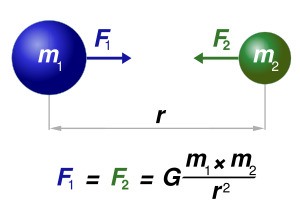 F₁ F₂
m₁ m₂
r
F₁ = F₂ = G m₁ × m₂ / r²